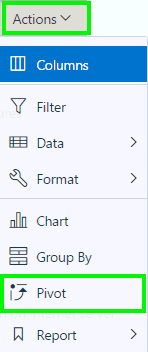 Actions
Columns
Filter
Data
Format
Chart
Group By
Pivot
Report